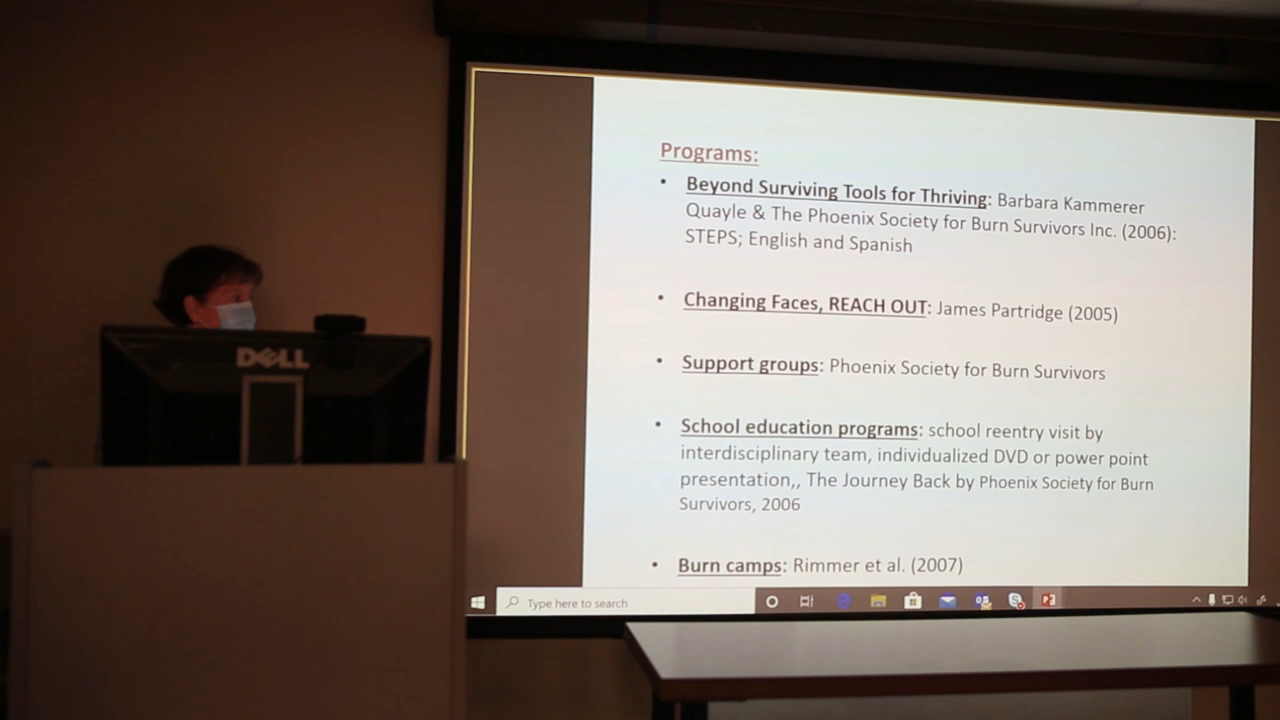 Programs:
• Beyond Surviving Tools for Thriving: Barbara Kammerer
Quayle & The Phoenix Society for Burn Survivors Inc. (2006):
STEPS; English and Spanish
• Changing Faces, REACH OUT: James Partridge (2005)
• Support groups: Phoenix Society for Burn Survivors
• School education programs: school reentry visit by
interdisciplinary team, individualized DVD or power point
presentation,, The Journey Back by Phoenix Society for Burn
Survivors, 2006
• Burn camps: Rimmer et al. (2007)
Type here to search
DELL